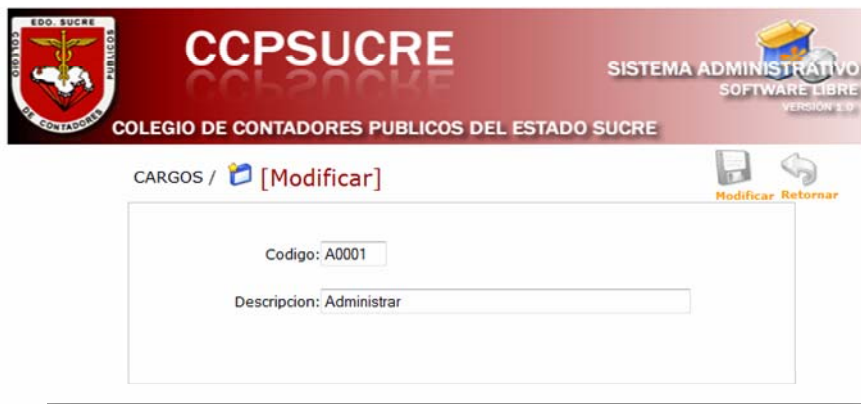 EDO. SUCRE
COLEGIO
PUBLICOS
DE CONTADORES
CCPSUCRE
SISTEMA ADMINISTRATIVO
SOFTWARE LIBRE
VERSIÓN 1.0
COLEGIO DE CONTADORES PUBLICOS DEL ESTADO SUCRE
CARGOS / [Modificar]
Modificar Retornar
Codigo: A0001
Descripcion: Administrar